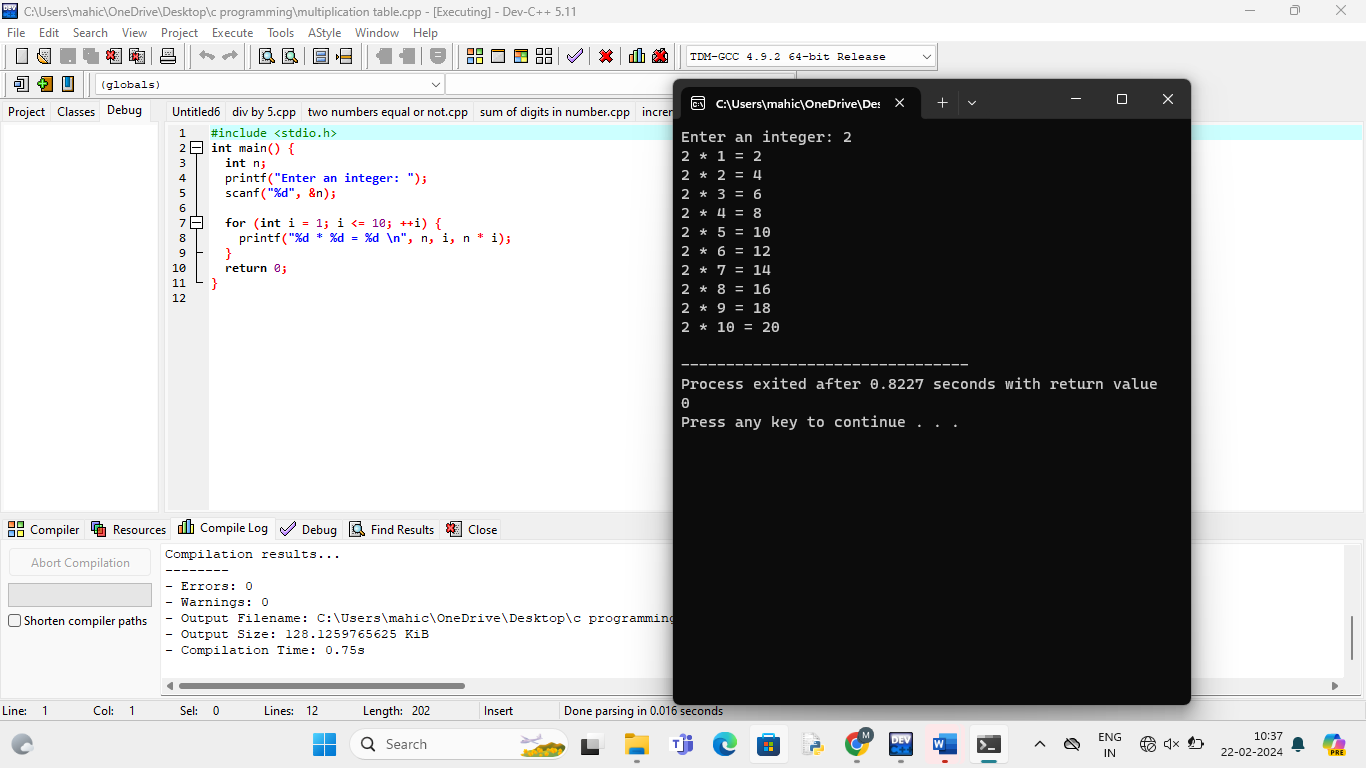 C:\Users\mahic\OneDrive\Desktop\c programming\multiplication table.cpp - [Executing] - Dev-C++ 5.11
File Edit Search View Project Execute Tools AStyle Window Help
TDM-GCC 4.9.2 64-bit Release
(globals)
Project Classes Debug
Untitled6 div by 5.cpp two numbers equal or not.cpp sum of digits in number.cpp increr
1 #include <stdio.h>
2 int main() {
3 int n;
4 printf("Enter an integer: ");
5 scanf("%d", &n);
6
7 for (int i = 1; i <= 10; ++i) {
8 printf("%d * %d = %d \n", n, i, n * i);
9 }
10 return 0;
11 }
12
C:\Users\mahic\OneDrive\Des
Enter an integer: 2
2 * 1 = 2
2 * 2 = 4
2 * 3 = 6
2 * 4 = 8
2 * 5 = 10
2 * 6 = 12
2 * 7 = 14
2 * 8 = 16
2 * 9 = 18
2 * 10 = 20
--------------------------------
Process exited after 0.8227 seconds with return value
0
Press any key to continue . . .
Compiler Resources Compile Log Debug Find Results Close
Abort Compilation
Shorten compiler paths
Compilation results...
--------
- Errors: 0
- Warnings: 0
- Output Filename: C:\Users\mahic\OneDrive\Desktop\c programming
- Output Size: 128.1259765625 KiB
- Compilation Time: 0.75s
Line: 1 Col: 1 Sel: 0 Lines: 12 Length: 202 Insert Done parsing in 0.016 seconds
Search
DEV
M
DEV
W
ENG
IN
10:37
22-02-2024
PRE